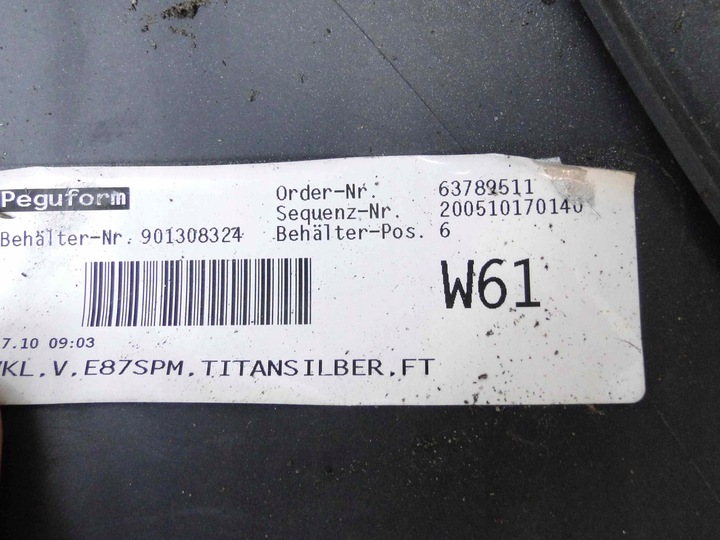 Peguform
Order-Nr. 63789511
Sequenz-Nr. 200510170140
Behälter-Nr. 901308324 Behälter-Pos. 6
W61
7.10 09:03
KL.V.E87SPM.TITANSILBER.FT